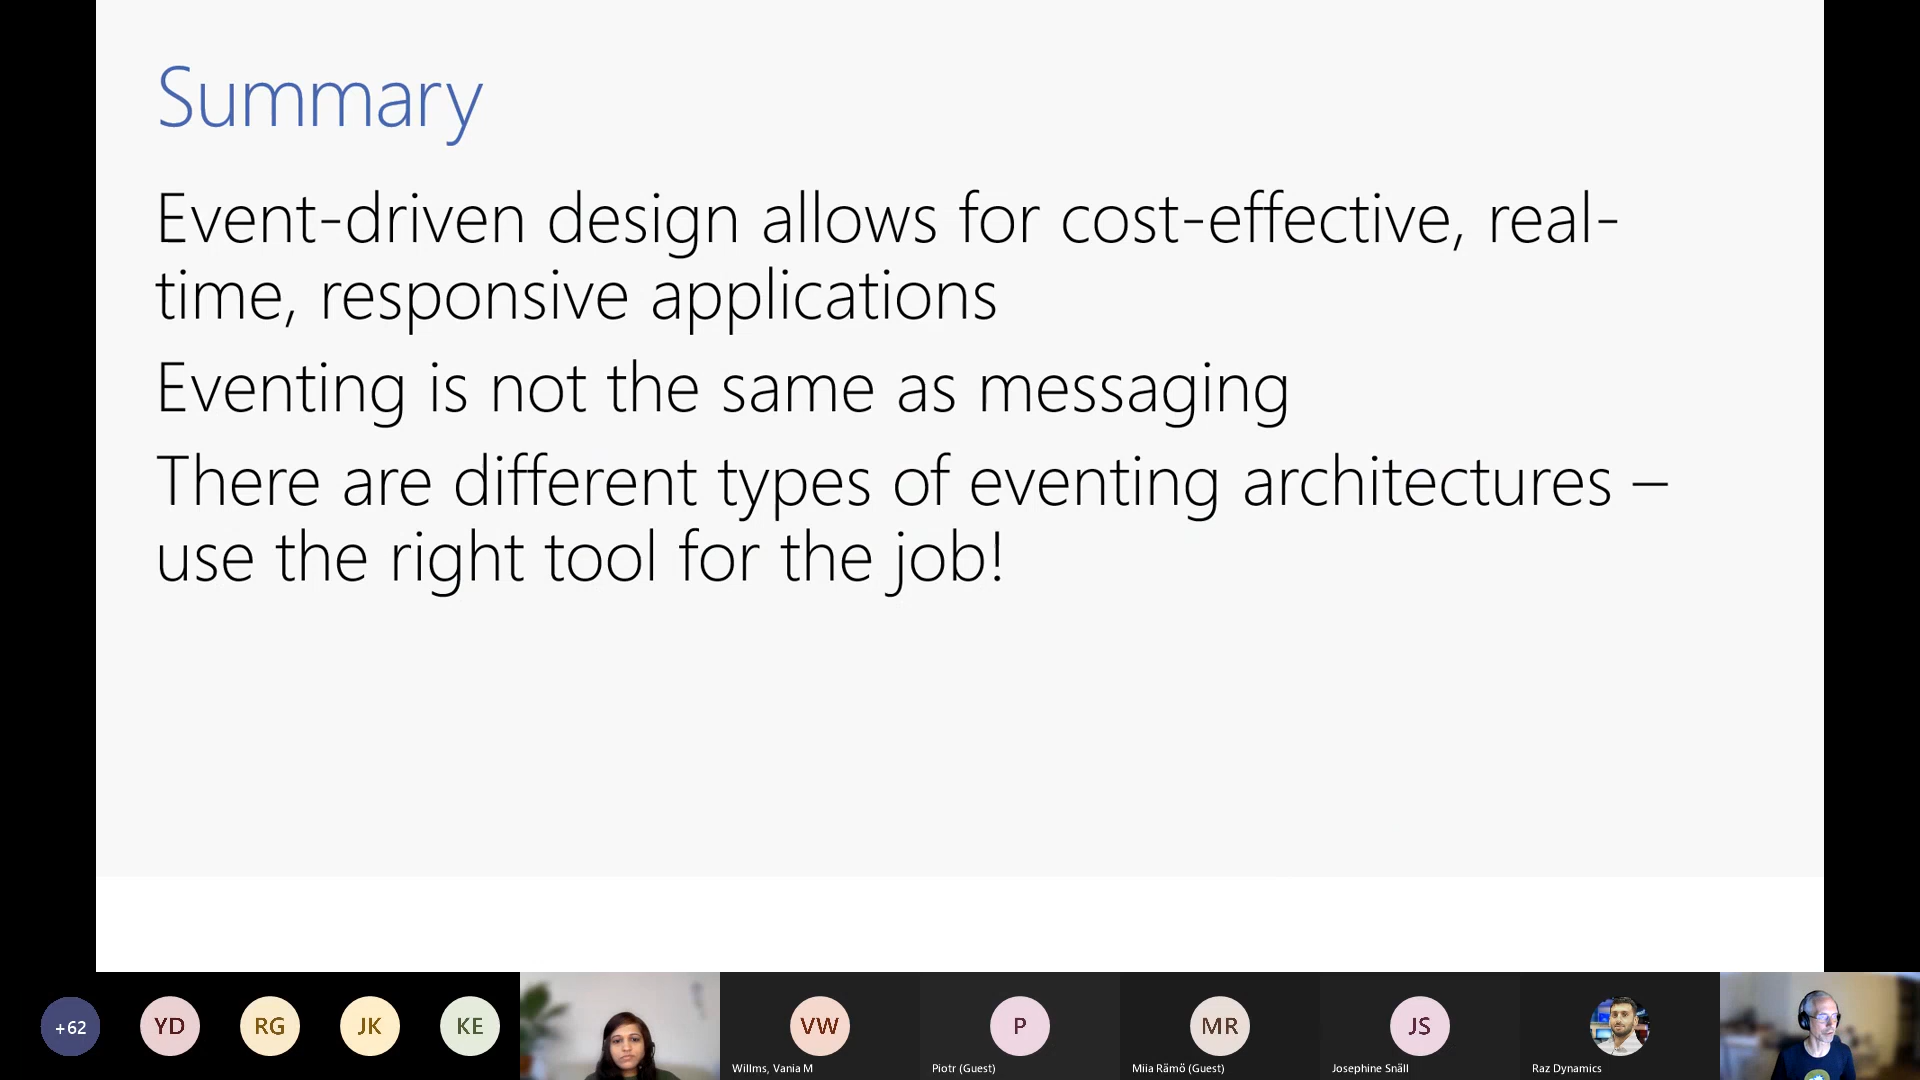 Summary
Event-driven design allows for cost-effective, real-
time, responsive applications
Eventing is not the same as messaging
There are different types of eventing architectures –
use the right tool for the job!
+62
YD
RG
JK
KE
VW
P
MR
JS
Willms, Vania M
Piotr (Guest)
Miia Rämö (Guest)
Josephine Snäll
Raz Dynamics